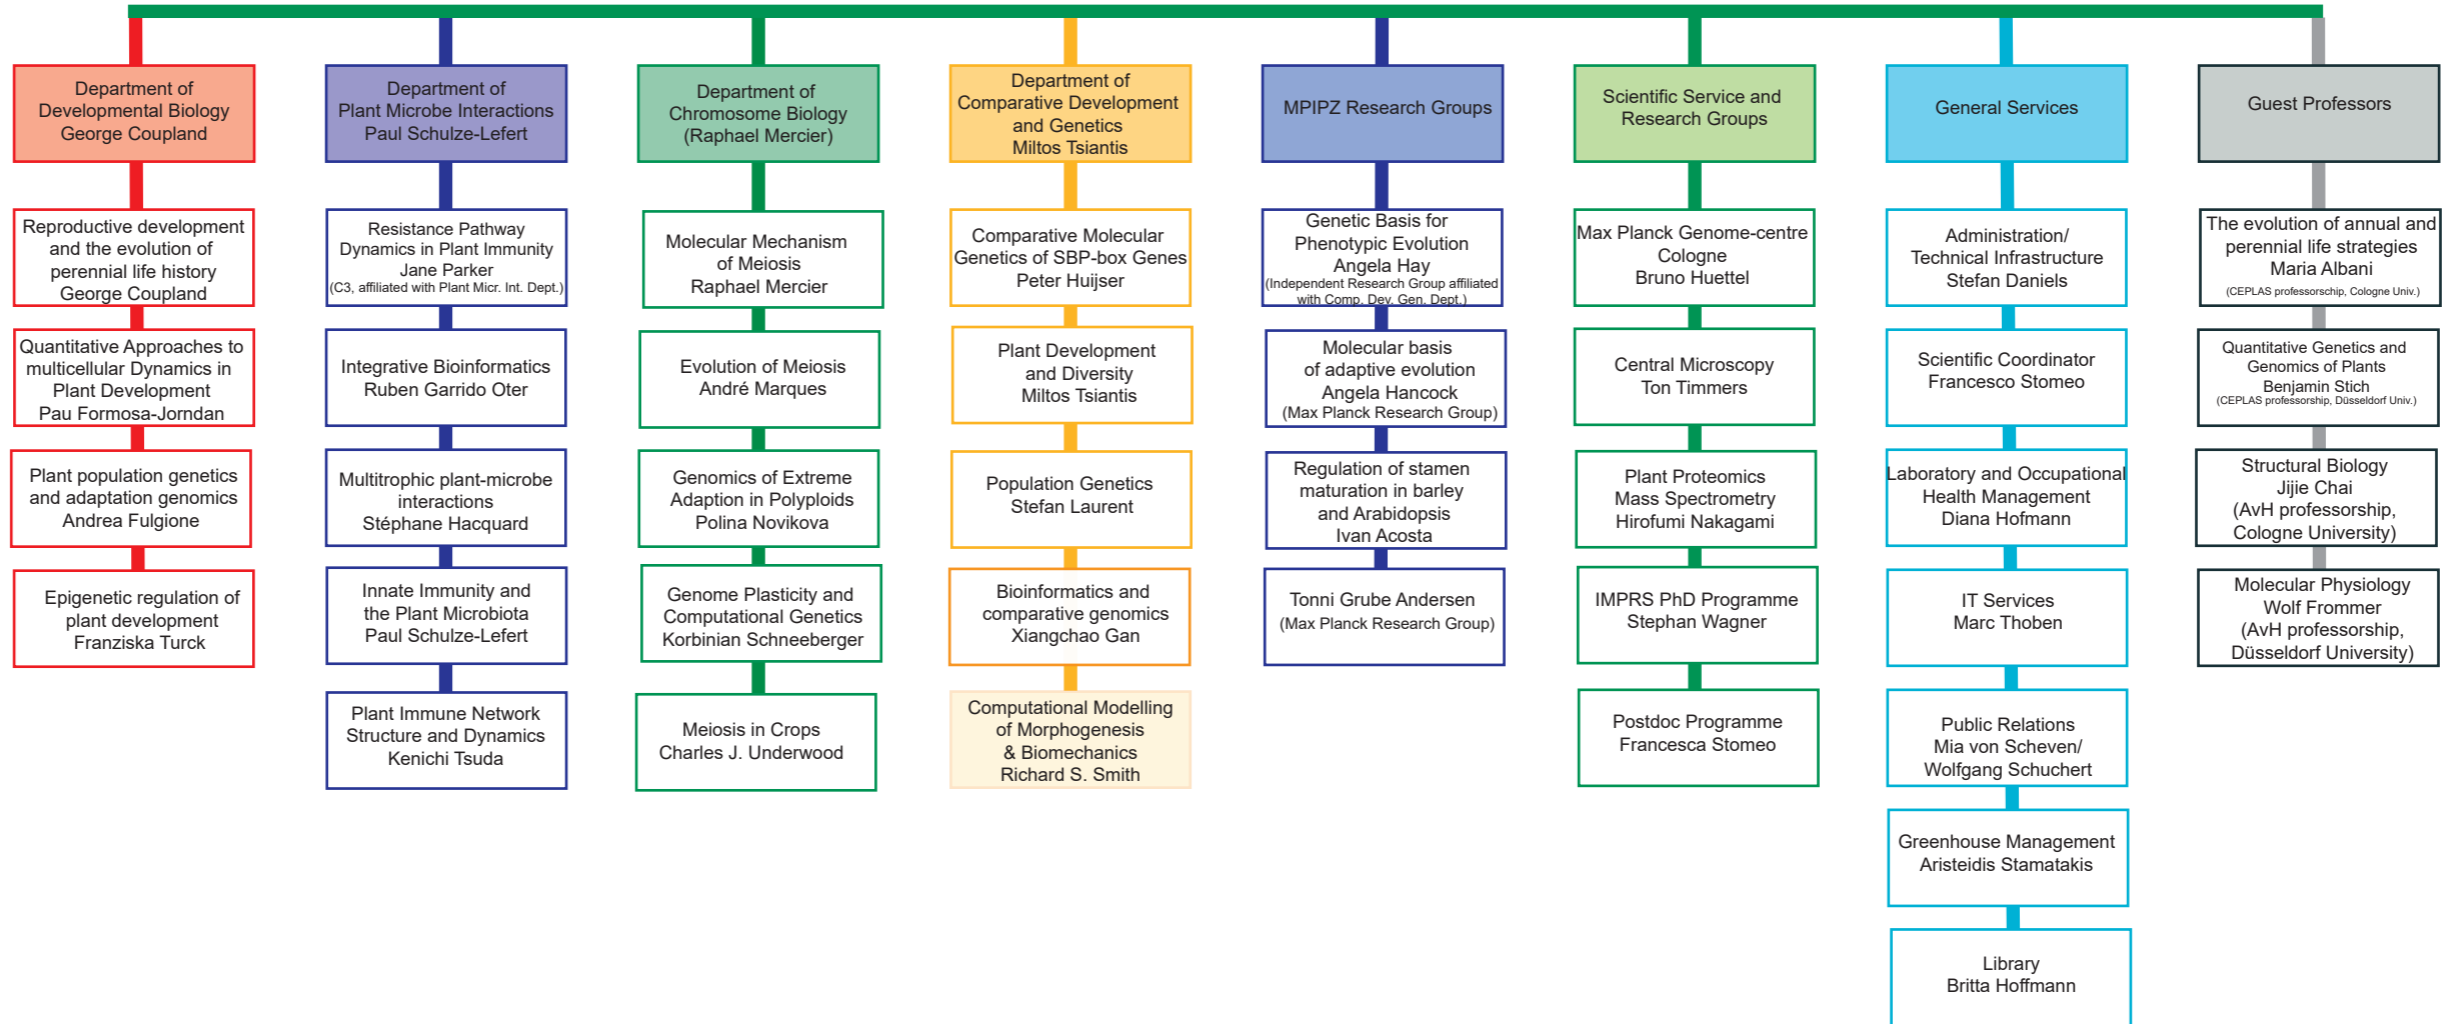 Department of
Developmental Biology
George Coupland
Reproductive development
and the evolution of
perennial life history
George Coupland
Quantitative Approaches to
multicellular Dynamics in
Plant Development
Pau Formosa-Jorndan
Plant population genetics
and adaptation genomics
Andrea Fulgione
Epigenetic regulation of
plant development
Franziska Turck
Department of
Plant Microbe Interactions
Paul Schulze-Lefert
Resistance Pathway
Dynamics in Plant Immunity
Jane Parker
(C3, affiliated with Plant Micr. Int. Dept.)
Integrative Bioinformatics
Ruben Garrido Oter
Multitrophic plant-microbe
interactions
Stéphane Hacquard
Innate Immunity and
the Plant Microbiota
Paul Schulze-Lefert
Plant Immune Network
Structure and Dynamics
Kenichi Tsuda
Department of
Chromosome Biology
(Raphael Mercier)
Molecular Mechanism
of Meiosis
Raphael Mercier
Evolution of Meiosis
André Marques
Genomics of Extreme
Adaption in Polyploids
Polina Novikova
Genome Plasticity and
Computational Genetics
Korbinian Schneeberger
Meiosis in Crops
Charles J. Underwood
Department of
Comparative Development
and Genetics
Miltos Tsiantis
Comparative Molecular
Genetics of SBP-box Genes
Peter Huijser
Plant Development
and Diversity
Miltos Tsiantis
Population Genetics
Stefan Laurent
Bioinformatics and
comparative genomics
Xiangchao Gan
Computational Modelling
of Morphogenesis
& Biomechanics
Richard S. Smith
MPIPZ Research Groups
Genetic Basis for
Phenotypic Evolution
Angela Hay
(Independent Research Group affiliated
with Comp. Dev. Gen. Dept.)
Molecular basis
of adaptive evolution
Angela Hancock
(Max Planck Research Group)
Regulation of stamen
maturation in barley
and Arabidopsis
Ivan Acosta
Tonni Grube Andersen
(Max Planck Research Group)
Scientific Service and
Research Groups
Max Planck Genome-centre
Cologne
Bruno Huettel
Central Microscopy
Ton Timmers
Plant Proteomics
Mass Spectrometry
Hirofumi Nakagami
IMPRS PhD Programme
Stephan Wagner
Postdoc Programme
Francesca Stomeo
General Services
Administration/
Technical Infrastructure
Stefan Daniels
Scientific Coordinator
Francesco Stomeo
Laboratory and Occupational
Health Management
Diana Hofmann
IT Services
Marc Thoben
Public Relations
Mia von Scheven/
Wolfgang Schuchert
Greenhouse Management
Aristeidis Stamatakis
Library
Britta Hoffmann
Guest Professors
The evolution of annual and
perennial life strategies
Maria Albani
(CEPLAS professorschip, Cologne Univ.)
Quantitative Genetics and
Genomics of Plants
Benjamin Stich
(CEPLAS professorship, Düsseldorf Univ.)
Structural Biology
Jijie Chai
(AvH professorship,
Cologne University)
Molecular Physiology
Wolf Frommer
(AvH professorship,
Düsseldorf University)